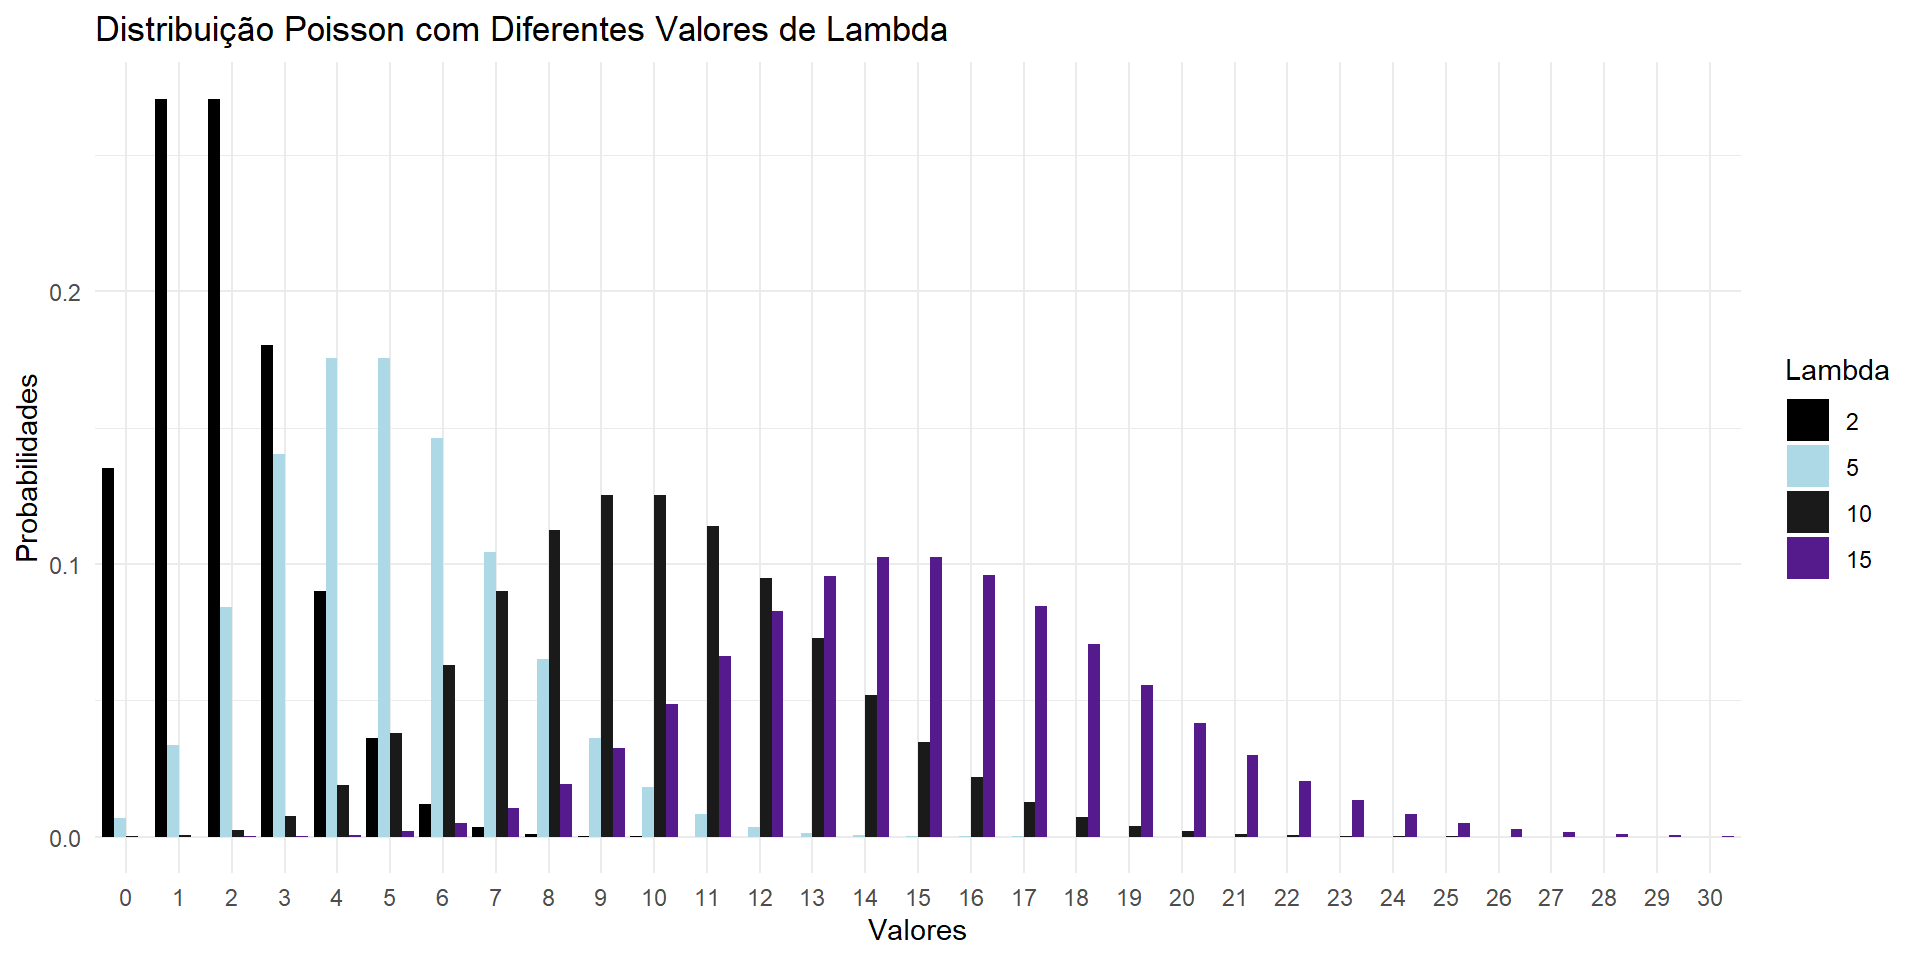 Distribuição Poisson com Diferentes Valores de Lambda
Probabilidades
0.2
0.1
0.0
0 1 2 3 4 5 6 7 8 9 10 11 12 13 14 15 16 17 18 19 20 21 22 23 24 25 26 27 28 29 30
Valores
Lambda
2
5
10
15